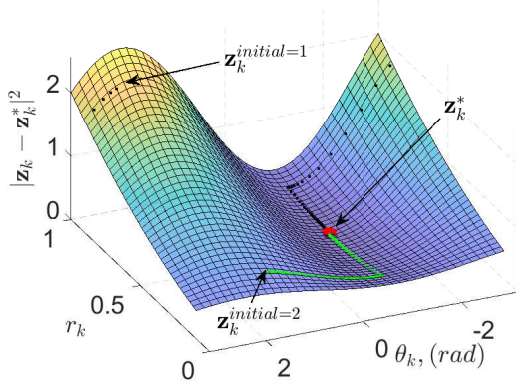 z_k^{initial=1}
z_k^*
|z_k − z_k^*|^2
2
1
0
1
0.5
r_k
0
z_k^{initial=2}
2
0
-2
θ_k, (rad)